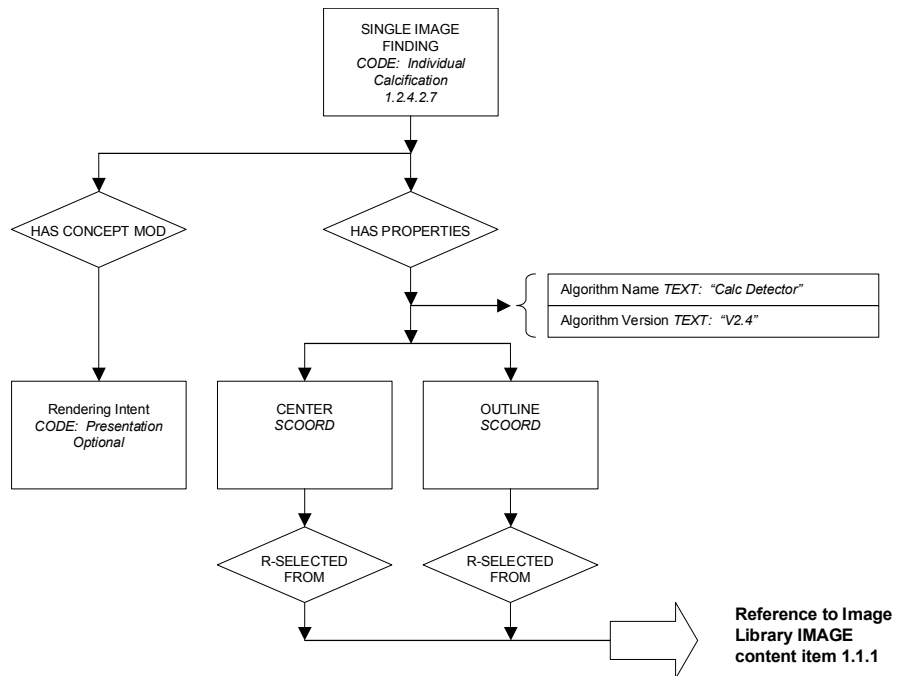 SINGLE IMAGE
FINDING
CODE: Individual
Calcification
1.2.4.2.7
HAS CONCEPT MOD
HAS PROPERTIES
Algorithm Name TEXT: “Calc Detector”
Algorithm Version TEXT: “V2.4”
Rendering Intent
CODE: Presentation
Optional
CENTER
SCOORD
OUTLINE
SCOORD
R-SELECTED
FROM
R-SELECTED
FROM
Reference to Image
Library IMAGE
content item 1.1.1